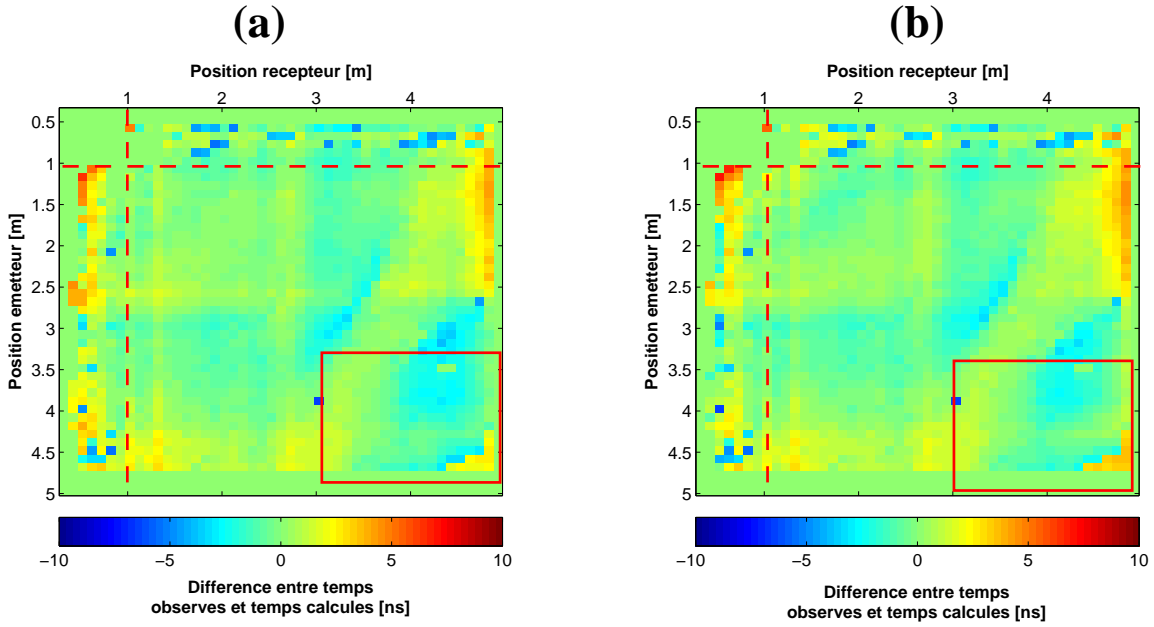 (a)
Position recepteur [m]
1 2 3 4
Position emetteur [m]
0.5
1
1.5
2
2.5
3
3.5
4
4.5
5
−10 −5 0 5 10
Difference entre temps
observes et temps calcules [ns]
(b)
Position recepteur [m]
1 2 3 4
Position emetteur [m]
0.5
1
1.5
2
2.5
3
3.5
4
4.5
5
−10 −5 0 5 10
Difference entre temps
observes et temps calcules [ns]